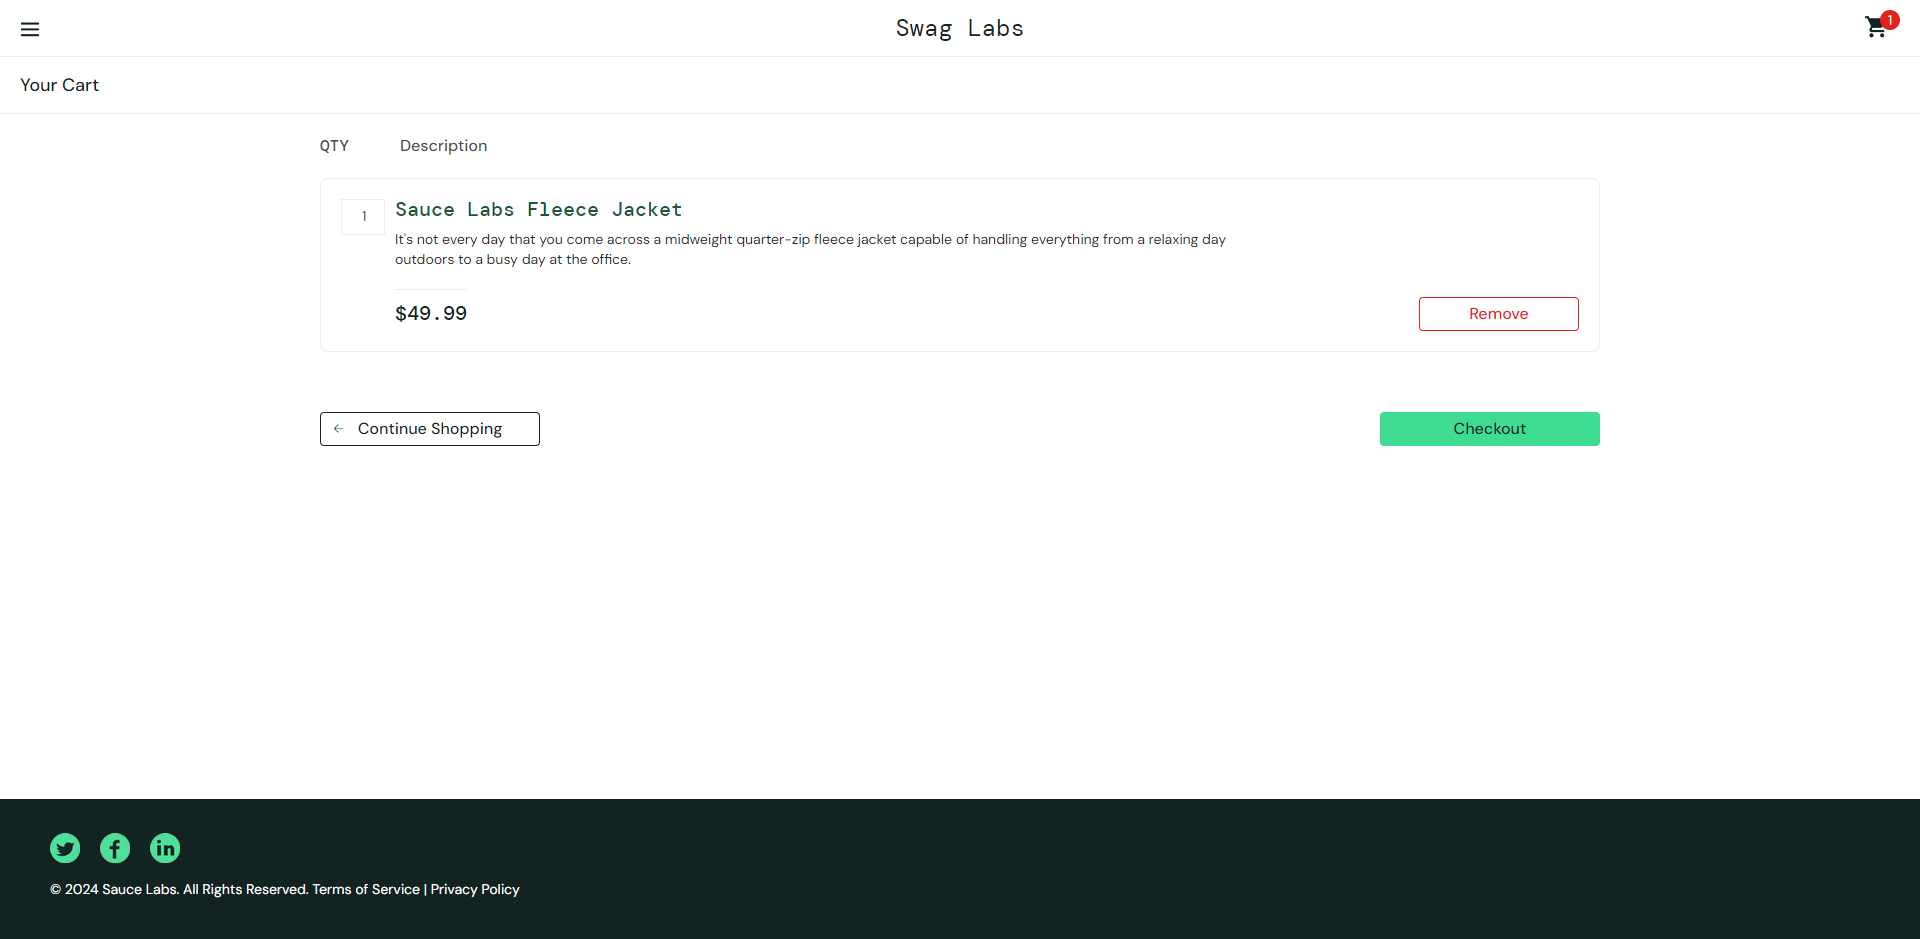 Swag Labs
1
Your Cart
QTY
Description
1
Sauce Labs Fleece Jacket
It's not every day that you come across a midweight quarter-zip fleece jacket capable of handling everything from a relaxing day
outdoors to a busy day at the office.
$49.99
Remove
Continue Shopping
Checkout
© 2024 Sauce Labs. All Rights Reserved. Terms of Service | Privacy Policy